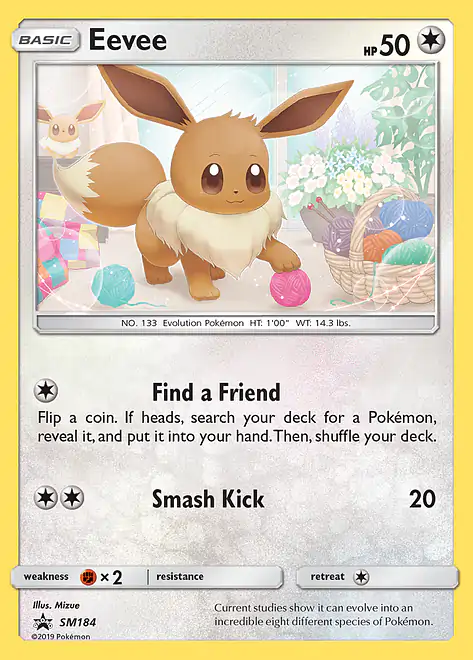 BASIC Eevee HP 50
NO. 133 Evolution Pokémon HT: 1'00" WT: 14.3 lbs.
Find a Friend
Flip a coin. If heads, search your deck for a Pokémon,
reveal it, and put it into your hand. Then, shuffle your deck.
Smash Kick 20
weakness × 2 resistance retreat
Illus. Mizue
SM184
©2019 Pokémon
Current studies show it can evolve into an
incredible eight different species of Pokémon.